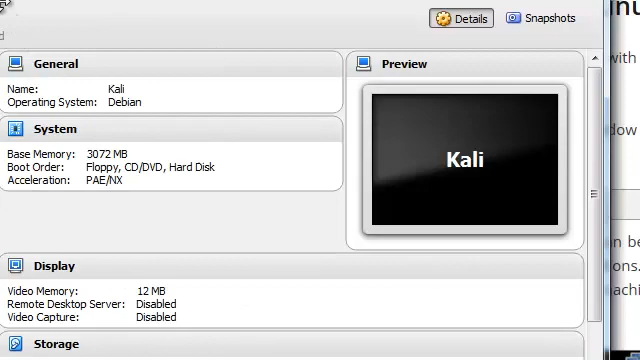 Details Snapshots
General
Name: Kali
Operating System: Debian
System
Base Memory: 3072 MB
Boot Order: Floppy, CD/DVD, Hard Disk
Acceleration: PAE/NX
Preview
Kali
Display
Video Memory: 12 MB
Remote Desktop Server: Disabled
Video Capture: Disabled
Storage
with